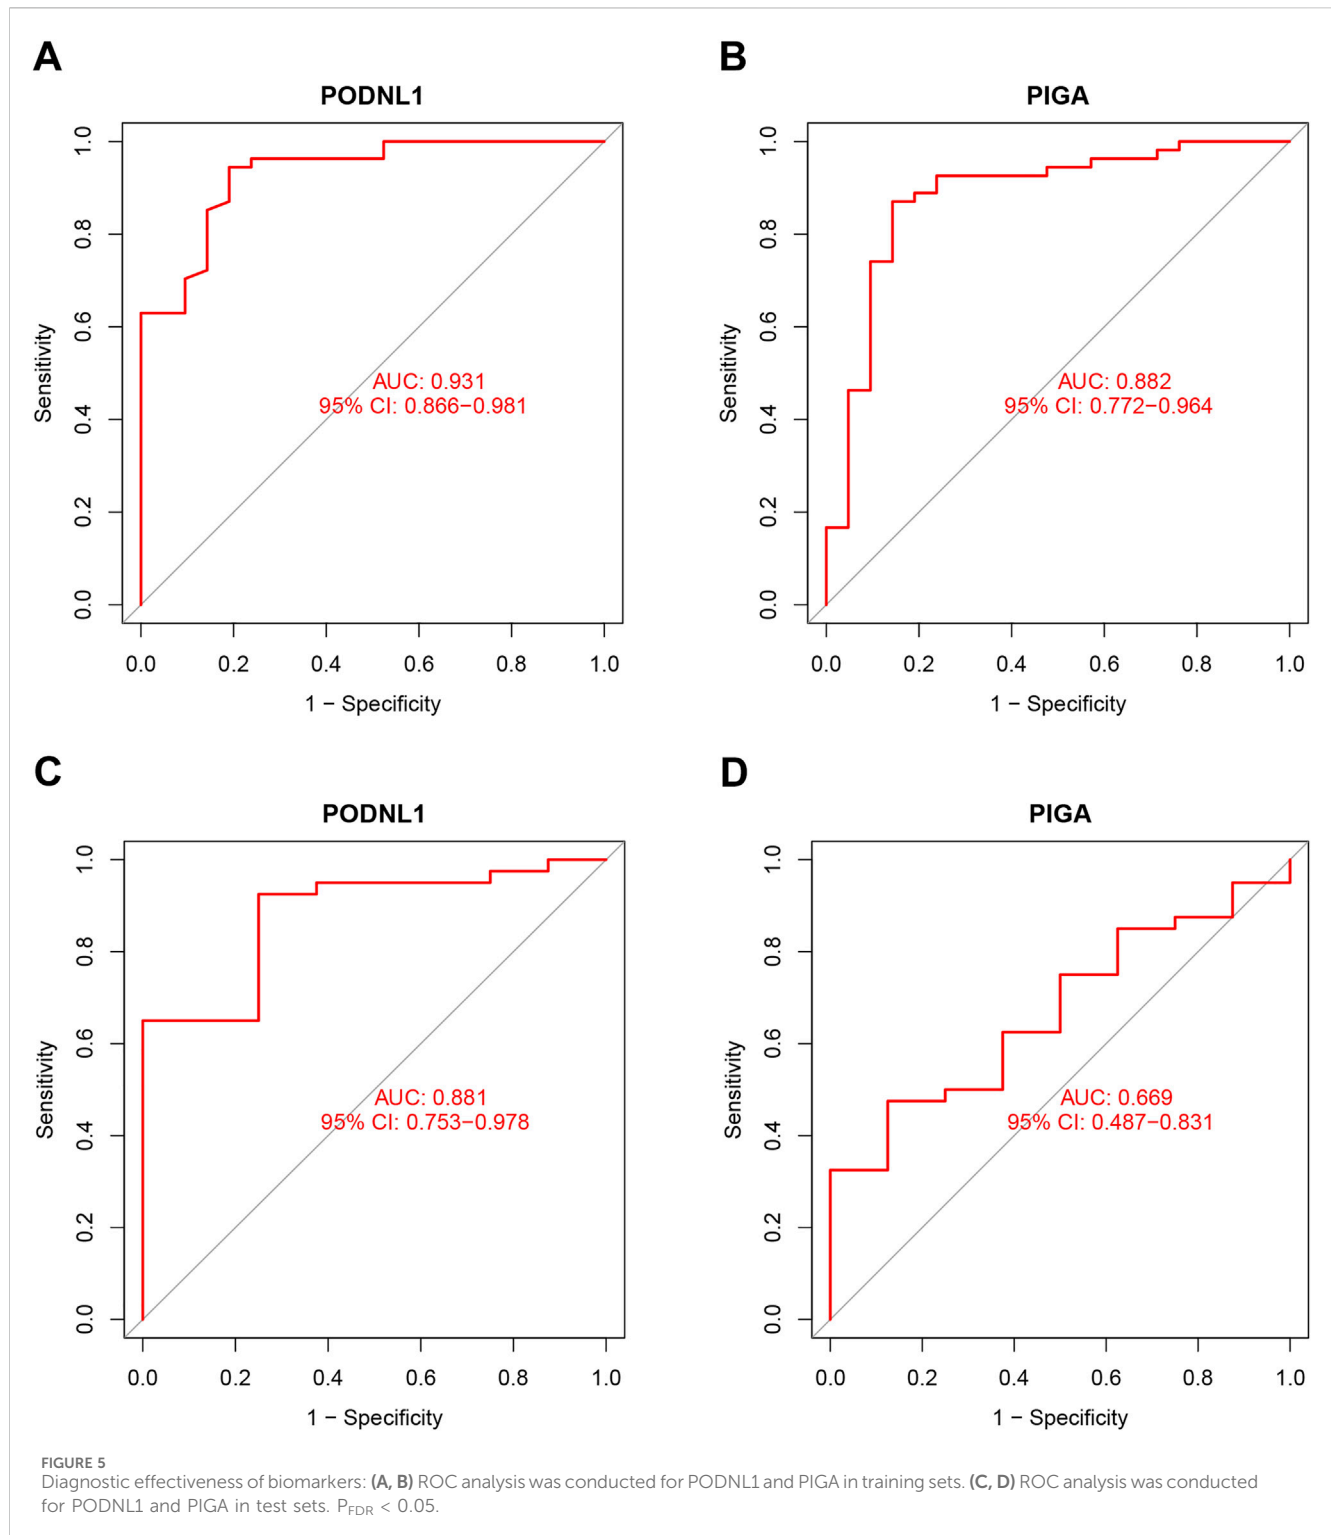 A
PODNL1
1.0
0.8
0.6
0.4
0.2
0.0
Sensitivity
AUC: 0.931
95% CI: 0.866−0.981
0.0 0.2 0.4 0.6 0.8 1.0
1 − Specificity
B
PIGA
1.0
0.8
0.6
0.4
0.2
0.0
Sensitivity
AUC: 0.882
95% CI: 0.772−0.964
0.0 0.2 0.4 0.6 0.8 1.0
1 − Specificity
C
PODNL1
1.0
0.8
0.6
0.4
0.2
0.0
Sensitivity
AUC: 0.881
95% CI: 0.753−0.978
0.0 0.2 0.4 0.6 0.8 1.0
1 − Specificity
D
PIGA
1.0
0.8
0.6
0.4
0.2
0.0
Sensitivity
AUC: 0.669
95% CI: 0.487−0.831
0.0 0.2 0.4 0.6 0.8 1.0
1 − Specificity
FIGURE 5
Diagnostic effectiveness of biomarkers: (A, B) ROC analysis was conducted for PODNL1 and PIGA in training sets. (C, D) ROC analysis was conducted
for PODNL1 and PIGA in test sets. PFDR < 0.05.